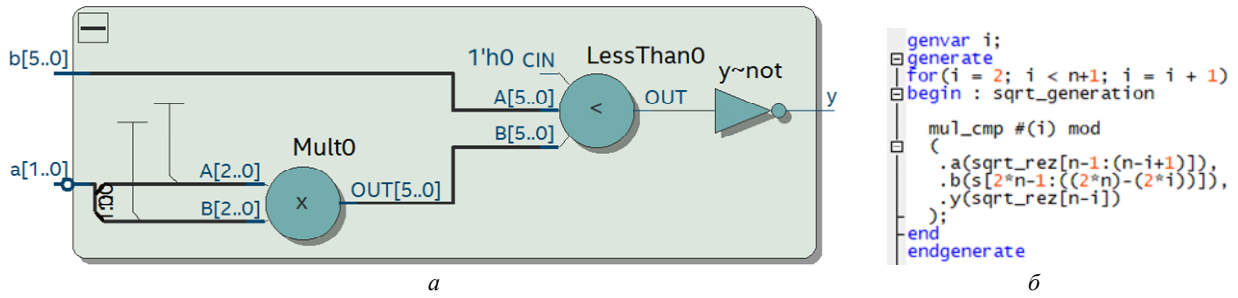 b[5..0]
a[1..0]
1'h0 CIN
LessThan0
y~not
A[5..0]
B[5..0]
<
OUT
y
Mult0
A[2..0]
B[2..0]
x
OUT[5..0]
а
genvar i;
generate
for(i = 2; i < n+1; i = i + 1)
begin : sqrt_generation
mul_cmp #(i) mod
(
.a(sqrt_rez[n-1:(n-i+1)]),
.b(s[2*n-1:((2*n)-(2*i))]),
.y(sqrt_rez[n-i])
);
end
endgenerate
б